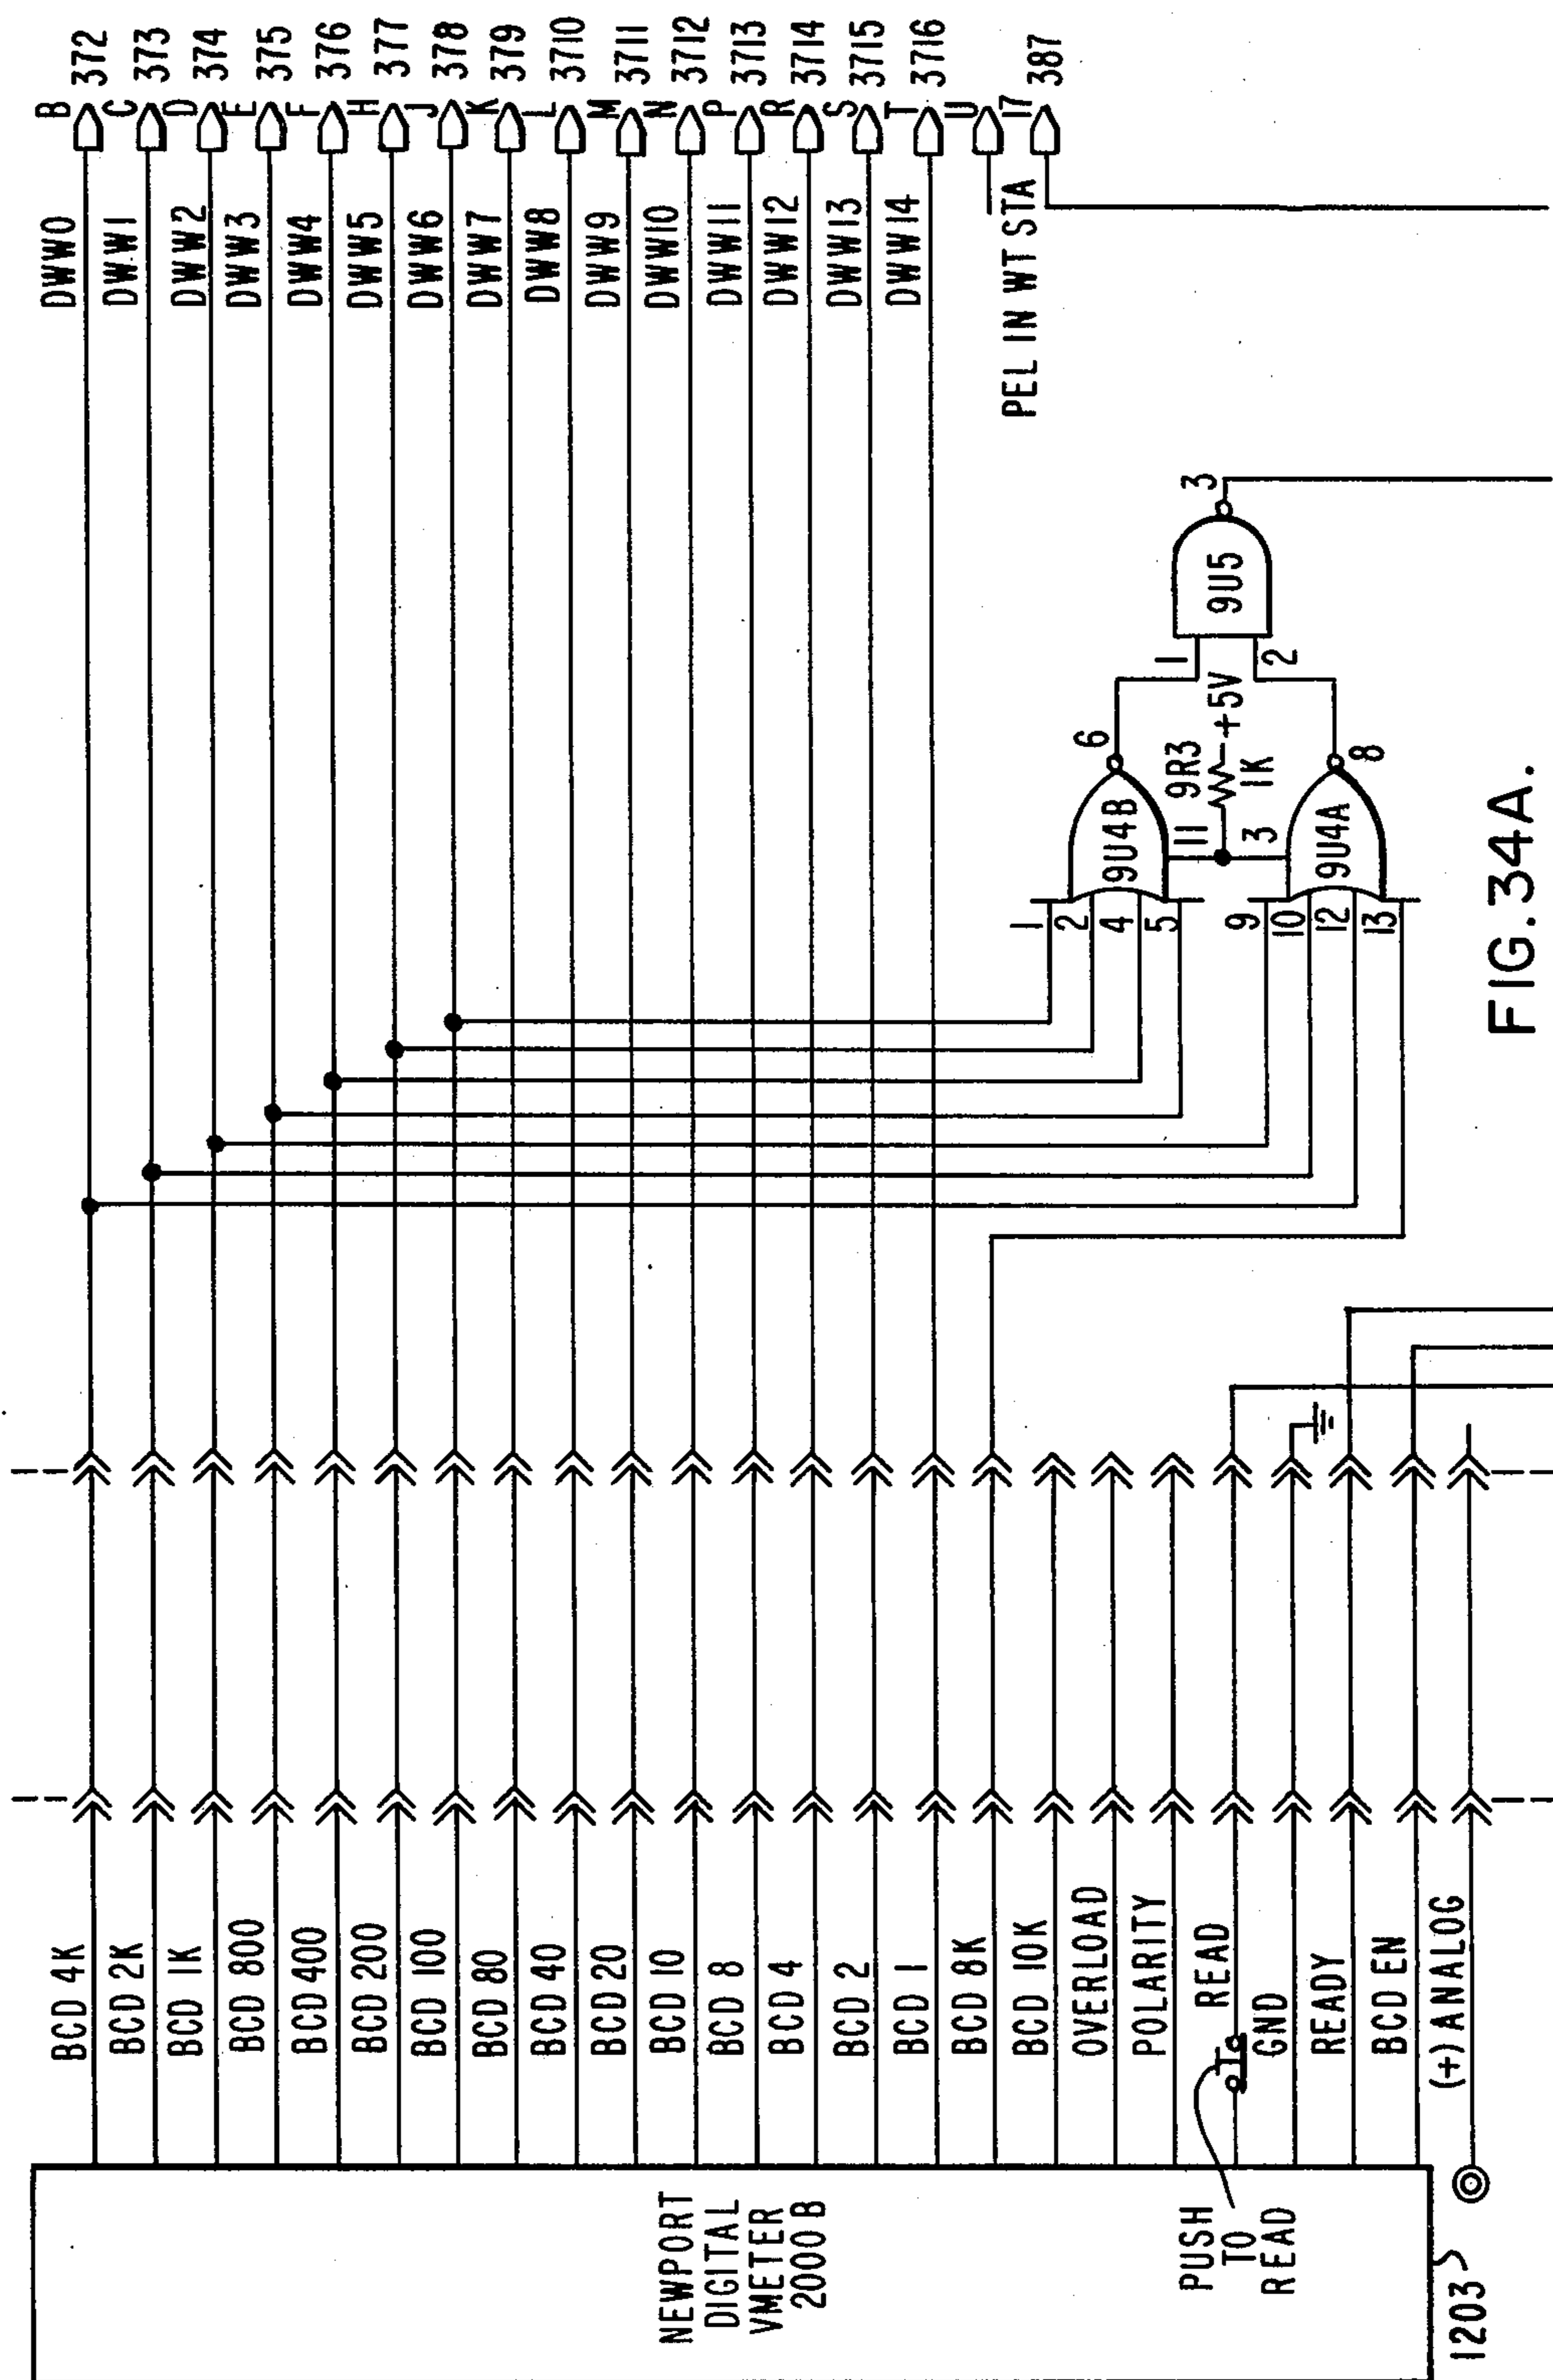 NEWPORT
DIGITAL
VMETER
2000 B
PUSH
TO
READ
1203
BCD 4K
BCD 2K
BCD 1K
BCD 800
BCD 400
BCD 200
BCD 100
BCD 80
BCD 40
BCD 20
BCD 10
BCD 8
BCD 4
BCD 2
BCD 1
BCD 8K
BCD 10K
OVERLOAD
POLARITY
READ
GND
READY
BCD EN
(+) ANALOG
1
2
4
5
9
10
12
13
9U4B
11
3
9U4A
6
8
9R3
1K
+5V
1
2
9U5
3
DWW0
DWW1
DWW2
DWW3
DWW4
DWW5
DWW6
DWW7
DWW8
DWW9
DWW10
DWW11
DWW12
DWW13
DWW14
PEL IN WT STA
B 372
C 373
D 374
E 375
F 376
H 377
J 378
K 379
L 3710
M 3711
N 3712
P 3713
R 3714
S 3715
T 3716
U
17 387
FIG. 34A.